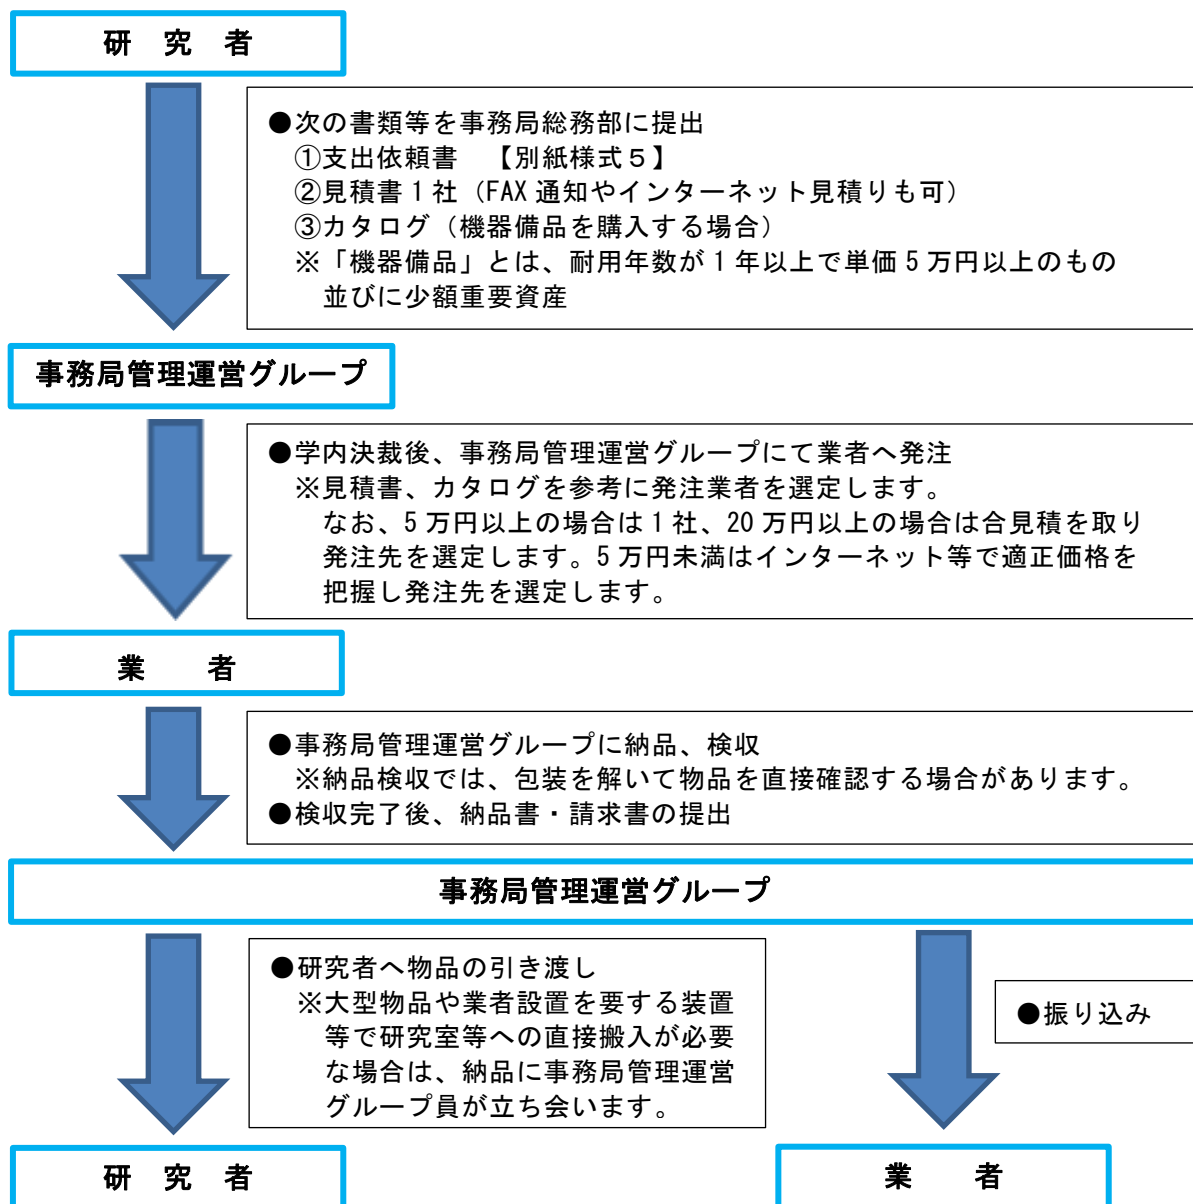 研　究　者
●次の書類等を事務局総務部に提出
①支出依頼書　【別紙様式５】
②見積書１社（FAX 通知やインターネット見積りも可）
③カタログ（機器備品を購入する場合）
※「機器備品」とは、耐用年数が１年以上で単価５万円以上のもの
並びに少額重要資産
事務局管理運営グループ
●学内決裁後、事務局管理運営グループにて業者へ発注
※見積書、カタログを参考に発注業者を選定します。
なお、5 万円以上の場合は 1 社、20 万円以上の場合は合見積を取り
発注先を選定します。5 万円未満はインターネット等で適正価格を
把握し発注先を選定します。
業　　者
●事務局管理運営グループに納品、検収
※納品検収では、包装を解いて物品を直接確認する場合があります。
●検収完了後、納品書・請求書の提出
事務局管理運営グループ
●研究者へ物品の引き渡し
※大型物品や業者設置を要する装置
等で研究室等への直接搬入が必要
な場合は、納品に事務局管理運営
グループ員が立ち会います。
●振り込み
研　究　者
業　　者